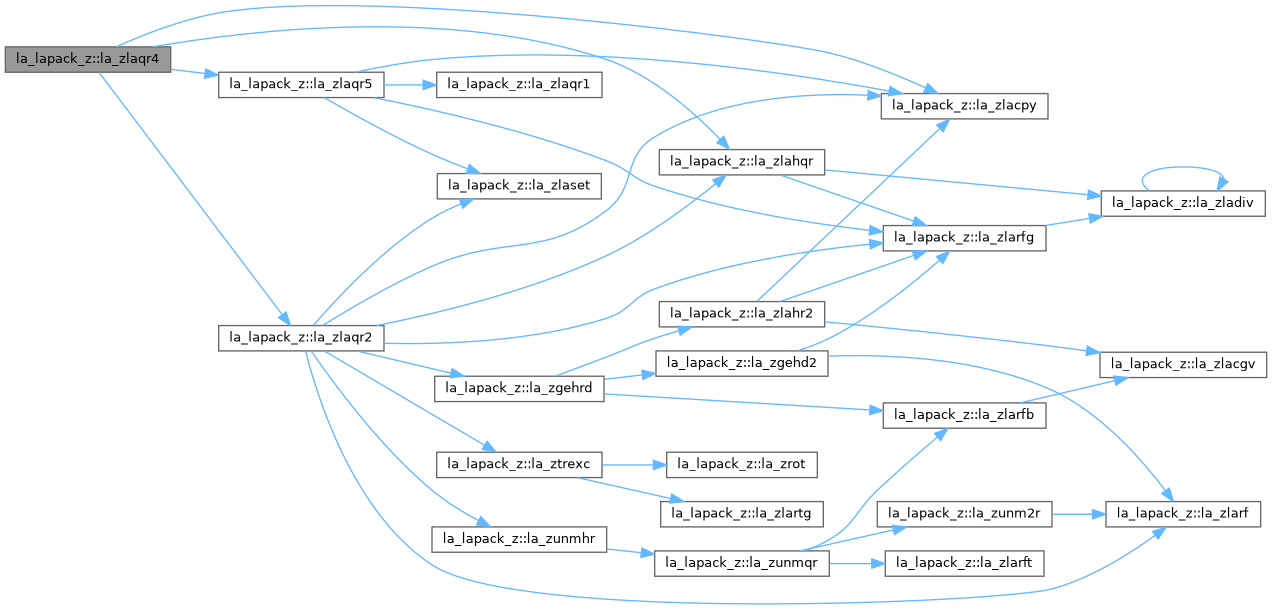 la_lapack_z::la_zlaqr4
la_lapack_z::la_zlaqr5
la_lapack_z::la_zlaqr1
la_lapack_z::la_zlacpy
la_lapack_z::la_zlahqr
la_lapack_z::la_zlaset
la_lapack_z::la_zladiv
la_lapack_z::la_zlarfg
la_lapack_z::la_zlahr2
la_lapack_z::la_zlaqr2
la_lapack_z::la_zgehd2
la_lapack_z::la_zlacgv
la_lapack_z::la_zgehrd
la_lapack_z::la_zlarfb
la_lapack_z::la_ztrexc
la_lapack_z::la_zrot
la_lapack_z::la_zlartg
la_lapack_z::la_zunm2r
la_lapack_z::la_zlarf
la_lapack_z::la_zunmhr
la_lapack_z::la_zunmqr
la_lapack_z::la_zlarft